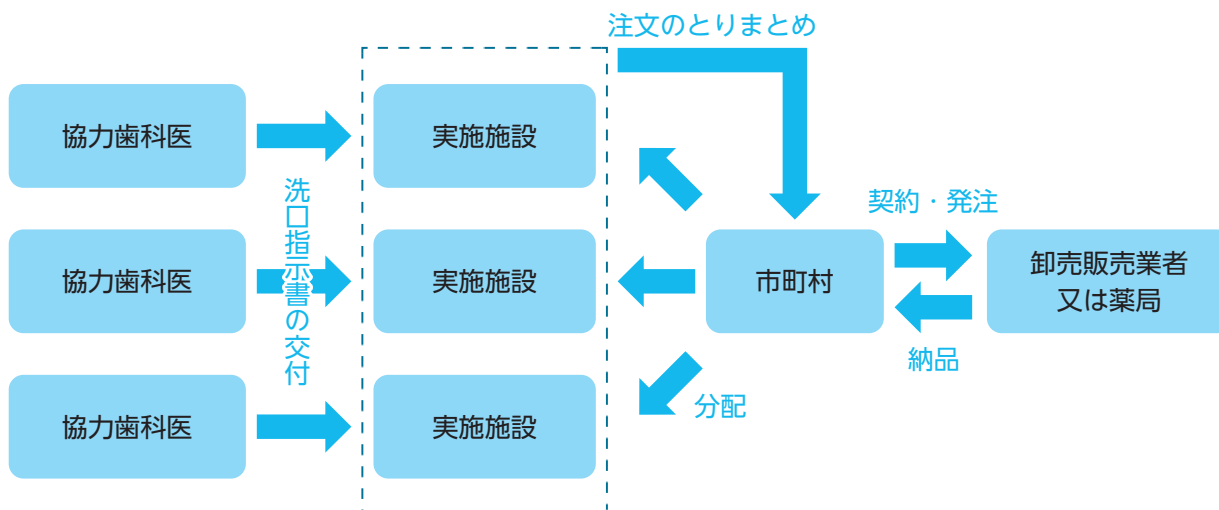 注文のとりまとめ
協力歯科医
実施施設
洗口指示書の交付
契約・発注
協力歯科医
実施施設
市町村
卸売販売業者
又は薬局
納品
分配
協力歯科医
実施施設